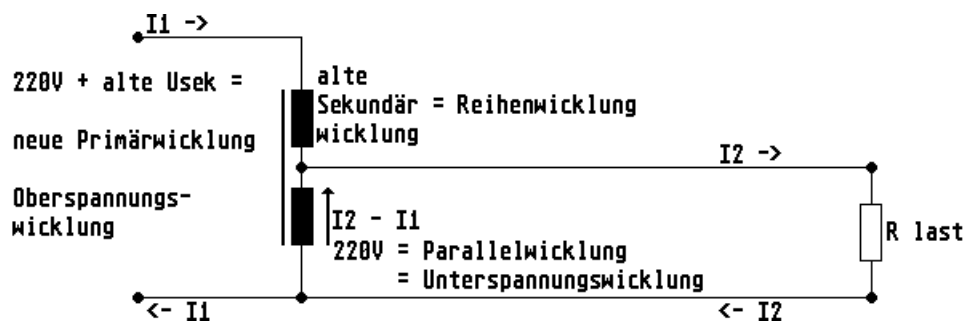 I1 ->
220V + alte Usek =
neue Primärwicklung
Oberspannungs-
wicklung
alte
Sekundär = Reihenwicklung
wicklung
I2 ->
I2 - I1
220V = Parallelwicklung
= Unterspannungswicklung
R last
<- I1
<- I2